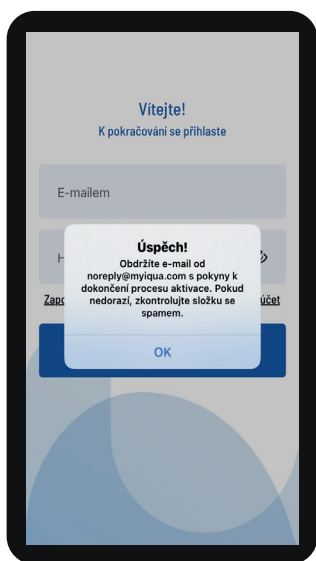 Vítejte!
K pokračování se přihlaste
E-mailem
Úspěch!
Obdržíte e-mail od
noreply@myiqua.com s pokyny k
dokončení procesu aktivace. Pokud
nedorazí, zkontrolujte složku se
spamem.
účet
OK